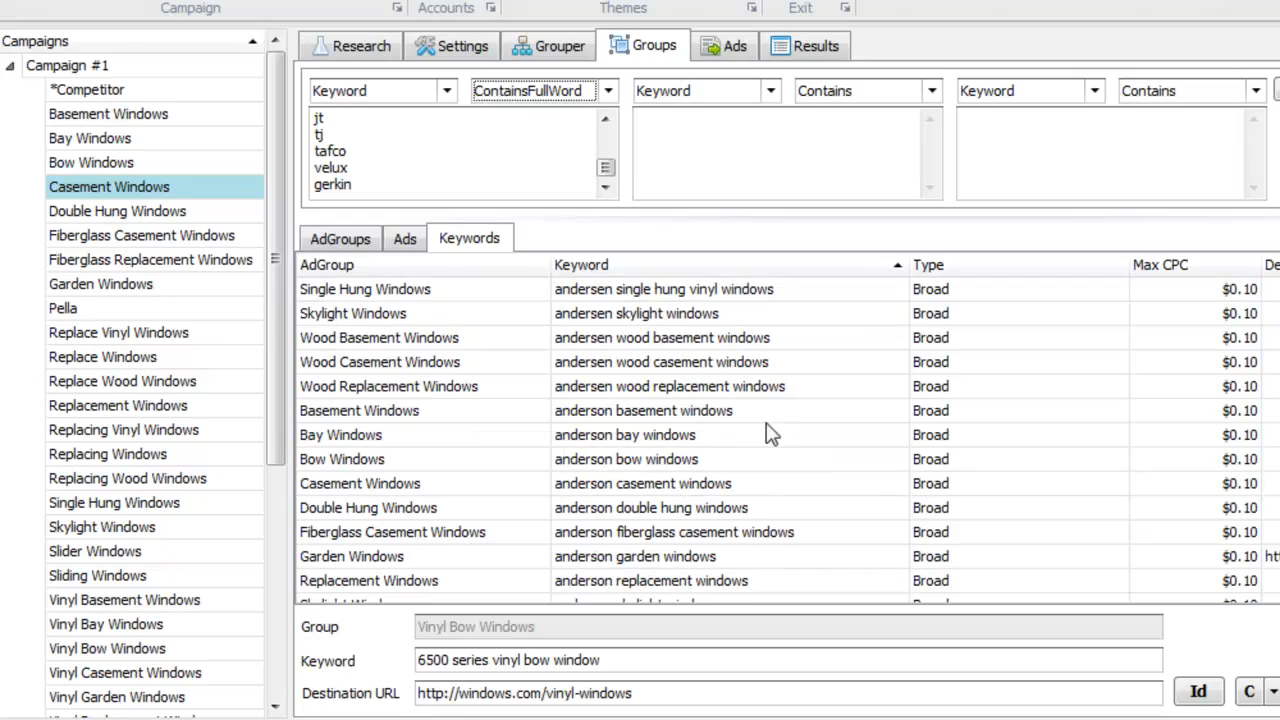 Campaign Accounts Themes Exit
Campaigns
Campaign #1
*Competitor
Basement Windows
Bay Windows
Bow Windows
Casement Windows
Double Hung Windows
Fiberglass Casement Windows
Fiberglass Replacement Windows
Garden Windows
Pella
Replace Vinyl Windows
Replace Windows
Replace Wood Windows
Replacement Windows
Replacing Vinyl Windows
Replacing Windows
Replacing Wood Windows
Single Hung Windows
Skylight Windows
Slider Windows
Sliding Windows
Vinyl Basement Windows
Vinyl Bay Windows
Vinyl Bow Windows
Vinyl Casement Windows
Vinyl Garden Windows
Research Settings Grouper Groups Ads Results
Keyword ContainsFullWord Keyword Contains Keyword Contains
jt
tj
tafco
velux
gerkin
AdGroups Ads Keywords
AdGroup Keyword Type Max CPC De
Single Hung Windows andersen single hung vinyl windows Broad $0.10
Skylight Windows andersen skylight windows Broad $0.10
Wood Basement Windows andersen wood basement windows Broad $0.10
Wood Casement Windows andersen wood casement windows Broad $0.10
Wood Replacement Windows andersen wood replacement windows Broad $0.10
Basement Windows anderson basement windows Broad $0.10
Bay Windows anderson bay windows Broad $0.10
Bow Windows anderson bow windows Broad $0.10
Casement Windows anderson casement windows Broad $0.10
Double Hung Windows anderson double hung windows Broad $0.10
Fiberglass Casement Windows anderson fiberglass casement windows Broad $0.10
Garden Windows anderson garden windows Broad $0.10 htt
Replacement Windows anderson replacement windows Broad $0.10
Group Vinyl Bow Windows
Keyword 6500 series vinyl bow window
Destination URL http://windows.com/vinyl-windows Id C